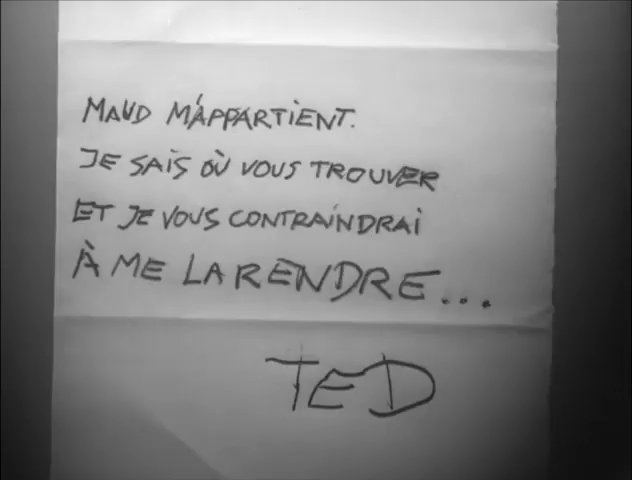 MAUD M'APPARTIENT.
JE SAIS OÙ VOUS TROUVER
ET JE VOUS CONTRAINDRAI
À ME LA RENDRE...
TED